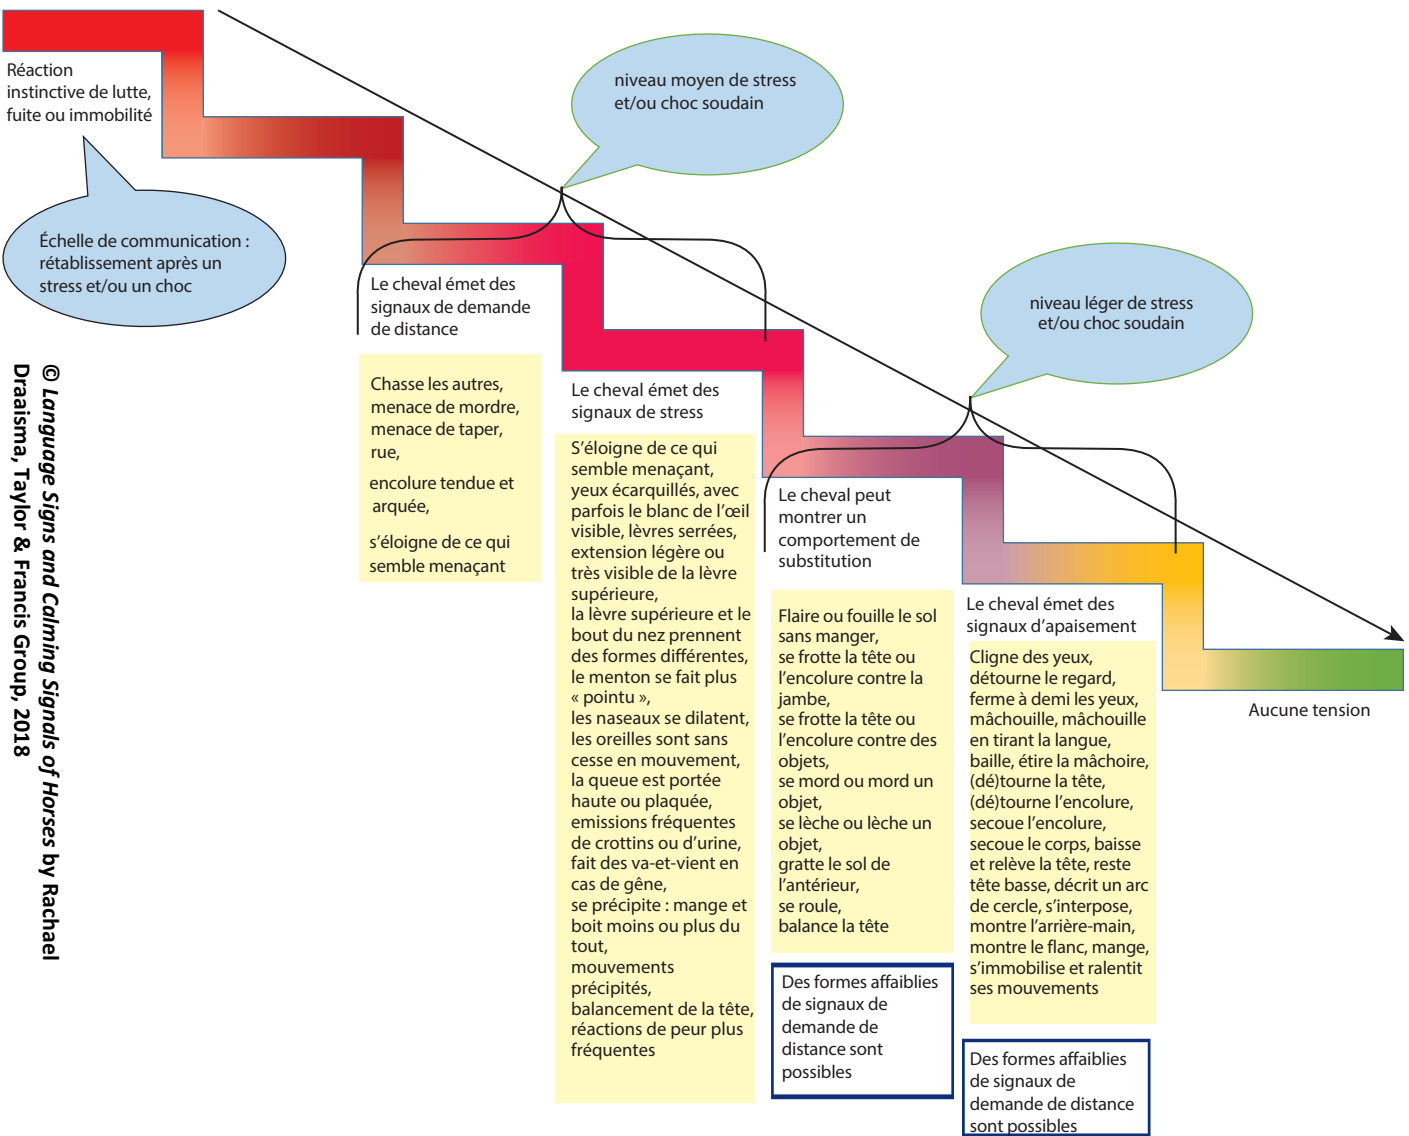 Réaction
instinctive de lutte,
fuite ou immobilité
Échelle de communication :
rétablissement après un
stress et/ou un choc
niveau moyen de stress
et/ou choc soudain
niveau léger de stress
et/ou choc soudain
Le cheval émet des
signaux de demande
de distance
Chasse les autres,
menace de mordre,
menace de taper,
rue,
encolure tendue et
arquée,
s’éloigne de ce qui
semble menaçant
Le cheval émet des
signaux de stress
S’éloigne de ce qui
semble menaçant,
yeux écarquillés, avec
parfois le blanc de l’œil
visible, lèvres serrées,
extension légère ou
très visible de la lèvre
supérieure,
la lèvre supérieure et le
bout du nez prennent
des formes différentes,
le menton se fait plus
« pointu »,
les naseaux se dilatent,
les oreilles sont sans
cesse en mouvement,
la queue est portée
haute ou plaquée,
emissions fréquentes
de crottins ou d’urine,
fait des va-et-vient en
cas de gêne,
se précipite : mange et
boit moins ou plus du
tout,
mouvements
précipités,
balancement de la tête,
réactions de peur plus
fréquentes
Le cheval peut
montrer un
comportement de
substitution
Flaire ou fouille le sol
sans manger,
se frotte la tête ou
l’encolure contre la
jambe,
se frotte la tête ou
l’encolure contre des
objets,
se mord ou mord un
objet,
se lèche ou lèche un
objet,
gratte le sol de
l’antérieur,
se roule,
balance la tête
Des formes affaiblies
de signaux de
demande de
distance sont
possibles
Le cheval émet des
signaux d’apaisement
Cligne des yeux,
détourne le regard,
ferme à demi les yeux,
mâchouille, mâchouille
en tirant la langue,
baille, étire la mâchoire,
(dé)tourne la tête,
(dé)tourne l’encolure,
secoue l’encolure,
secoue le corps, baisse
et relève la tête, reste
tête basse, décrit un arc
de cercle, s’interpose,
montre l’arrière-main,
montre le flanc, mange,
s’immobilise et ralentit
ses mouvements
Des formes affaiblies
de signaux de
demande de distance
sont possibles
Aucune tension
© Language Signs and Calming Signals of Horses by Rachael
Draaisma, Taylor & Francis Group, 2018